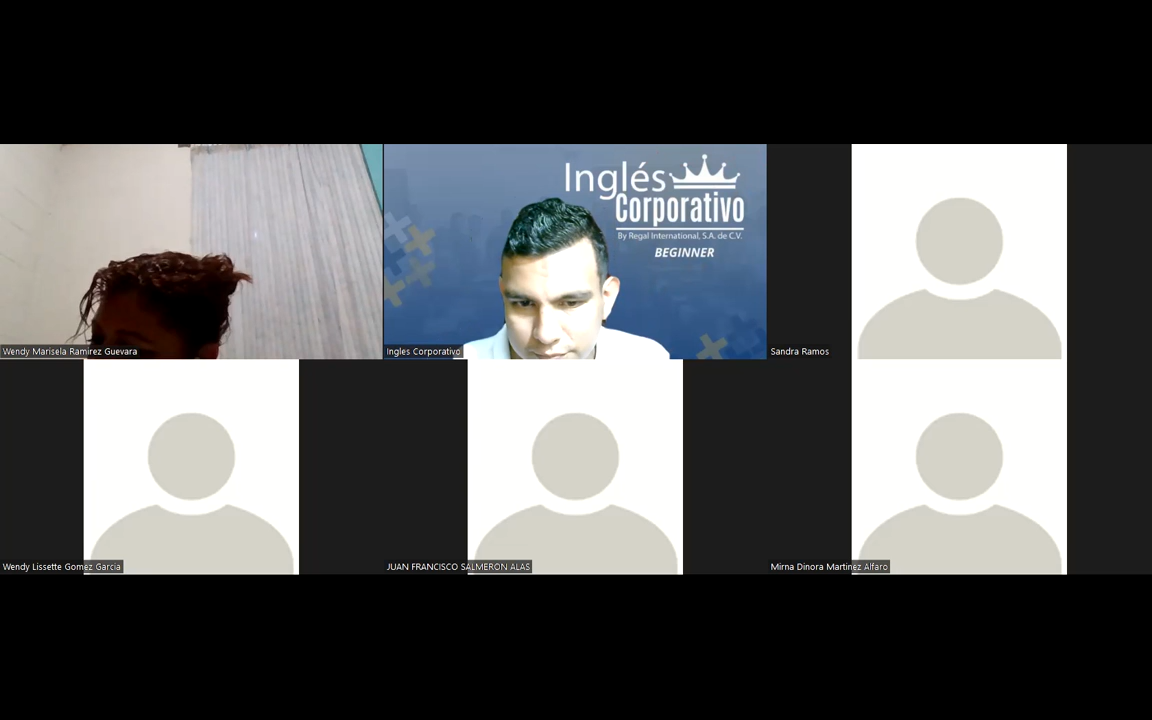 Inglés
Corporativo
By Regal International, S.A. de C.V.
BEGINNER
Wendy Marisela Ramirez Guevara
Ingles Corporativo
Sandra Ramos
Wendy Lissette Gomez Garcia
JUAN FRANCISCO SALMERON ALAS
Mirna Dinora Martinez Alfaro